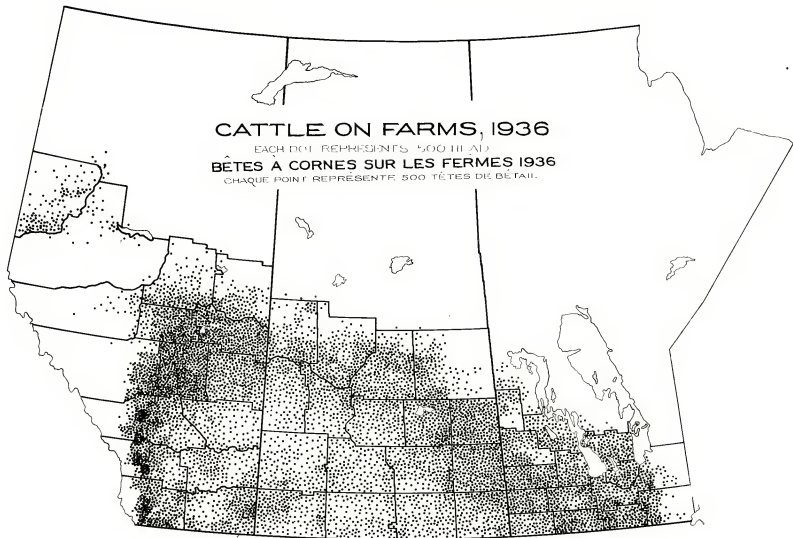 CATTLE ON FARMS, 1936
EACH DOT REPRESENTS 500 HEAD
BÊTES À CORNES SUR LES FERMES 1936
CHAQUE POINT REPRÉSENTE 500 TÊTES DE BÉTAIL.